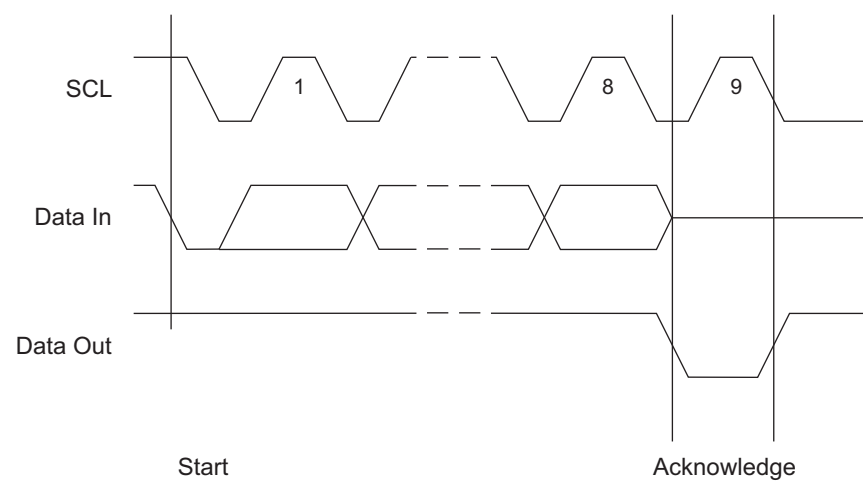 SCL
1
8
9
Data In
Data Out
Start
Acknowledge